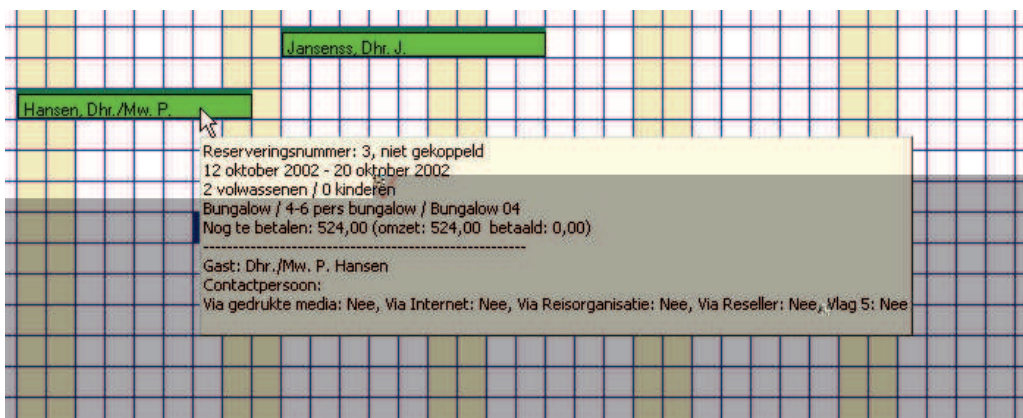 Jansenss, Dhr. J.
Hansen, Dhr./Mw. P.
Reserveringsnummer: 3, niet gekoppeld
12 oktober 2002 - 20 oktober 2002
2 volwassenen / 0 kinderen
Bungalow / 4-6 pers bungalow / Bungalow 04
Nog te betalen: 524,00 (omzet: 524,00 betaald: 0,00)
------------------------------------------------------
Gast: Dhr./Mw. P. Hansen
Contactpersoon:
Via gedrukte media: Nee, Via Internet: Nee, Via Reisorganisatie: Nee, Via Reseller: Nee, Vlag 5: Nee